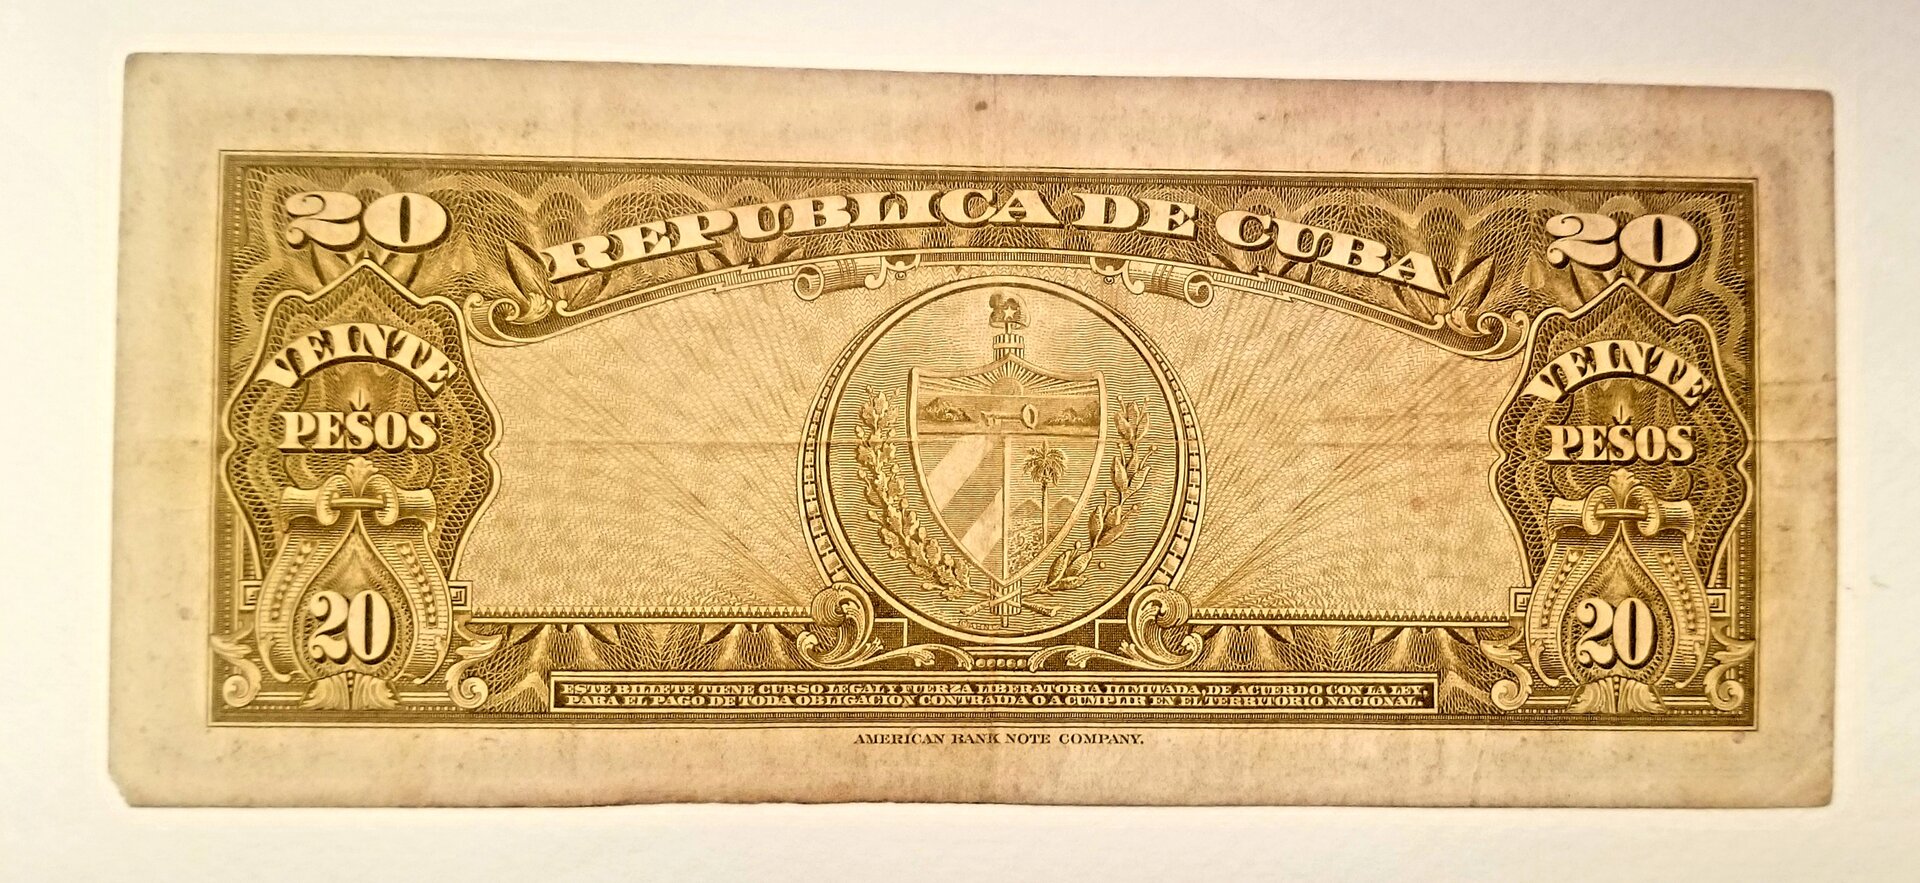 20 REPUBLICA DE CUBA 20
VEINTE
PESOS
20
VEINTE
PESOS
20
ESTE BILLETE TIENE CURSO LEGAL Y FUERZA LIBERATORIA ILIMITADA, DE ACUERDO CON LA LEY,
PARA EL PAGO DE TODA OBLIGACION CONTRAIDA O A CUMPLIR EN EL TERRITORIO NACIONAL.
AMERICAN BANK NOTE COMPANY.